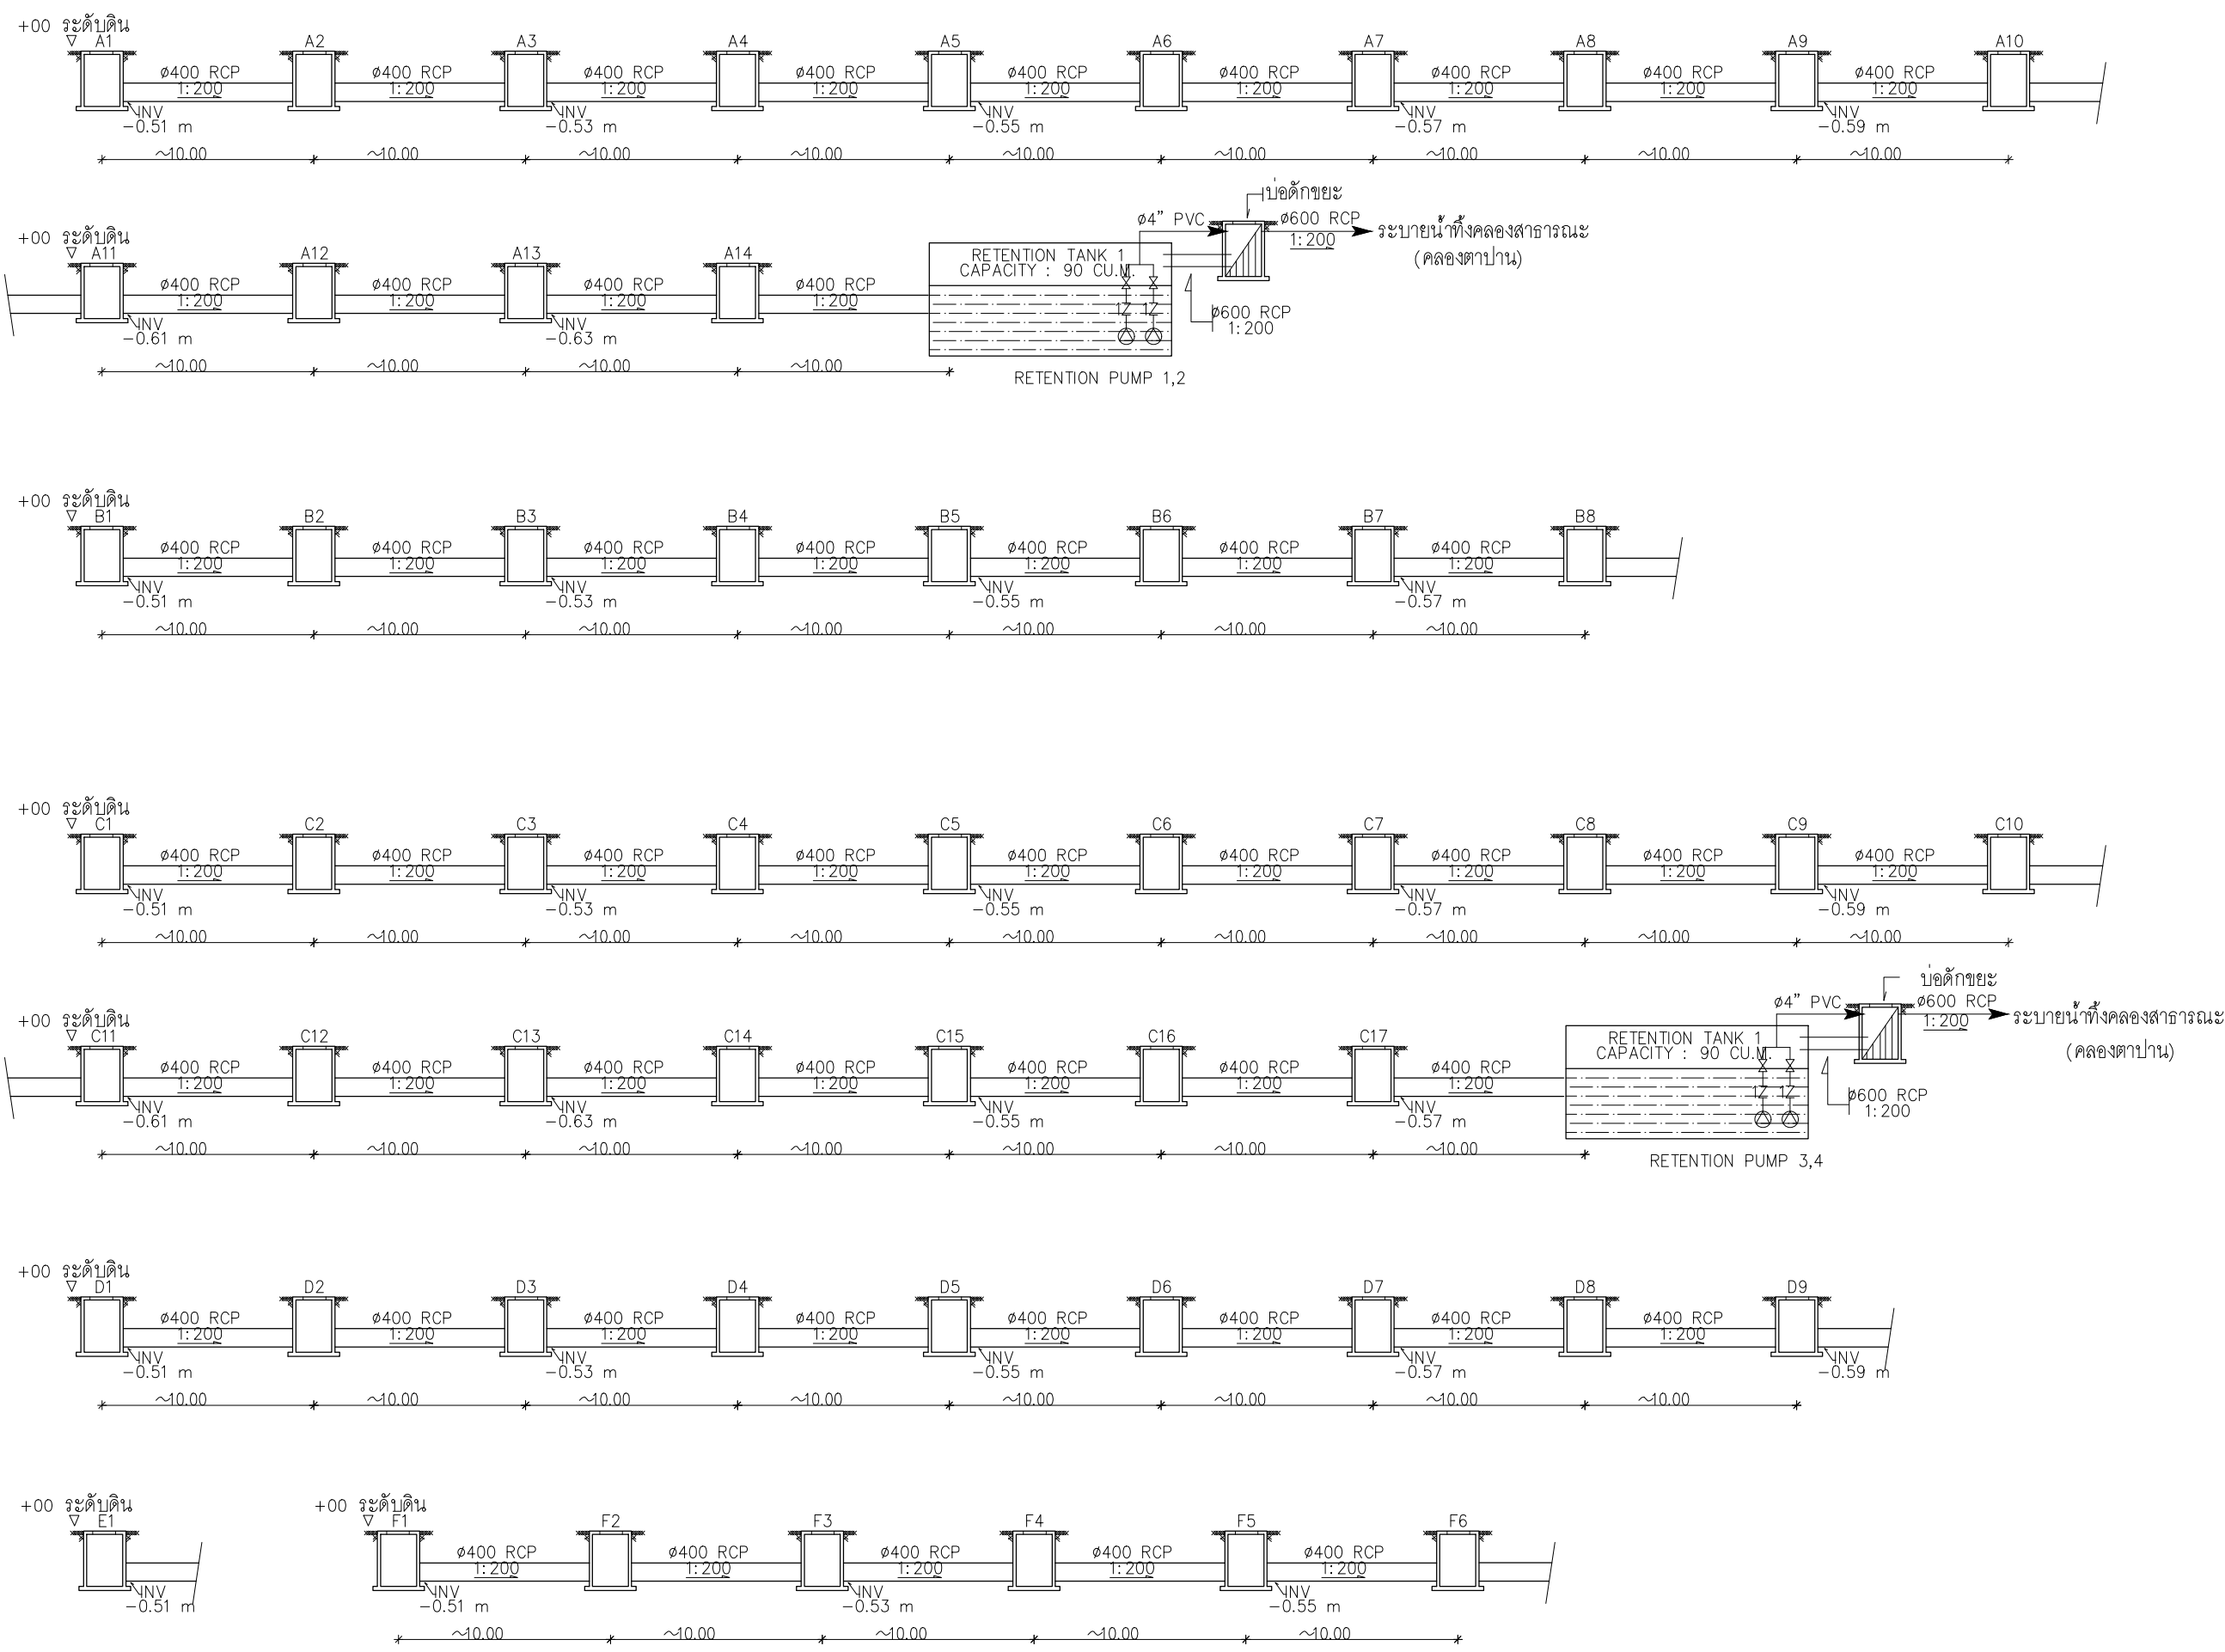 +00 ระดับดิน
A1 A2 A3 A4 A5 A6 A7 A8 A9 A10
ø400 RCP ø400 RCP ø400 RCP ø400 RCP ø400 RCP ø400 RCP ø400 RCP ø400 RCP ø400 RCP
1:200 1:200 1:200 1:200 1:200 1:200 1:200 1:200 1:200
INV INV INV INV INV
-0.51 m -0.53 m -0.55 m -0.57 m -0.59 m
~10.00 ~10.00 ~10.00 ~10.00 ~10.00 ~10.00 ~10.00 ~10.00 ~10.00
บ่อดักขยะ
ø4” PVC ø600 RCP
1:200
ระบายน้ำทิ้งคลองสาธารณะ
(คลองตาปาน)
+00 ระดับดิน
A11 A12 A13 A14
RETENTION TANK 1
CAPACITY : 90 CU.M.
ø400 RCP ø400 RCP ø400 RCP ø400 RCP
1:200 1:200 1:200 1:200
1Z 1Z
ø600 RCP
1:200
INV INV
-0.61 m -0.63 m
~10.00 ~10.00 ~10.00 ~10.00
RETENTION PUMP 1,2
+00 ระดับดิน
B1 B2 B3 B4 B5 B6 B7 B8
ø400 RCP ø400 RCP ø400 RCP ø400 RCP ø400 RCP ø400 RCP ø400 RCP
1:200 1:200 1:200 1:200 1:200 1:200 1:200
INV INV INV INV
-0.51 m -0.53 m -0.55 m -0.57 m
~10.00 ~10.00 ~10.00 ~10.00 ~10.00 ~10.00 ~10.00
+00 ระดับดิน
C1 C2 C3 C4 C5 C6 C7 C8 C9 C10
ø400 RCP ø400 RCP ø400 RCP ø400 RCP ø400 RCP ø400 RCP ø400 RCP ø400 RCP ø400 RCP
1:200 1:200 1:200 1:200 1:200 1:200 1:200 1:200 1:200
INV INV INV INV INV
-0.51 m -0.53 m -0.55 m -0.57 m -0.59 m
~10.00 ~10.00 ~10.00 ~10.00 ~10.00 ~10.00 ~10.00 ~10.00 ~10.00
บ่อดักขยะ
ø4” PVC ø600 RCP
1:200
ระบายน้ำทิ้งคลองสาธารณะ
(คลองตาปาน)
+00 ระดับดิน
C11 C12 C13 C14 C15 C16 C17
RETENTION TANK 1
CAPACITY : 90 CU.M.
ø400 RCP ø400 RCP ø400 RCP ø400 RCP ø400 RCP ø400 RCP ø400 RCP
1:200 1:200 1:200 1:200 1:200 1:200 1:200
1Z 1Z
ø600 RCP
1:200
INV INV INV INV
-0.61 m -0.63 m -0.55 m -0.57 m
~10.00 ~10.00 ~10.00 ~10.00 ~10.00 ~10.00 ~10.00
RETENTION PUMP 3,4
+00 ระดับดิน
D1 D2 D3 D4 D5 D6 D7 D8 D9
ø400 RCP ø400 RCP ø400 RCP ø400 RCP ø400 RCP ø400 RCP ø400 RCP ø400 RCP
1:200 1:200 1:200 1:200 1:200 1:200 1:200 1:200
INV INV INV INV INV
-0.51 m -0.53 m -0.55 m -0.57 m -0.59 m
~10.00 ~10.00 ~10.00 ~10.00 ~10.00 ~10.00 ~10.00 ~10.00
+00 ระดับดิน
E1
INV
-0.51 m
+00 ระดับดิน
F1 F2 F3 F4 F5 F6
ø400 RCP ø400 RCP ø400 RCP ø400 RCP ø400 RCP
1:200 1:200 1:200 1:200 1:200
INV INV INV
-0.51 m -0.53 m -0.55 m
~10.00 ~10.00 ~10.00 ~10.00 ~10.00